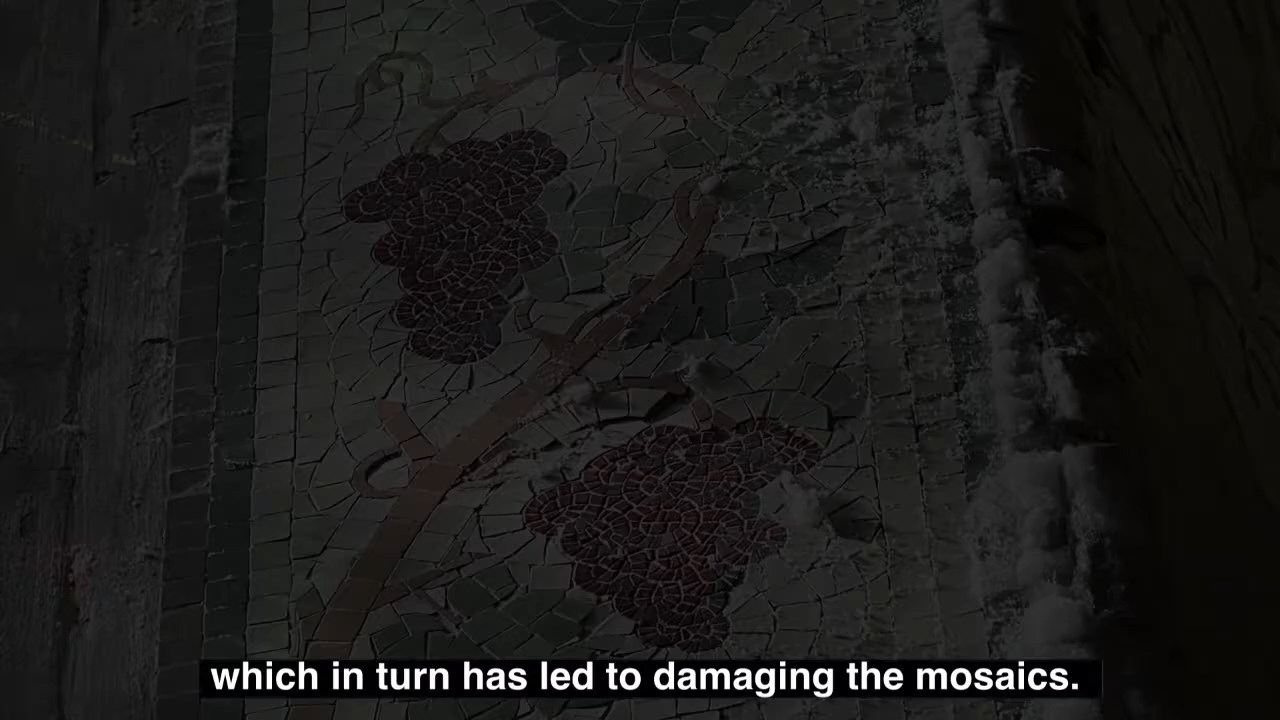 which in turn has led to damaging the mosaics.